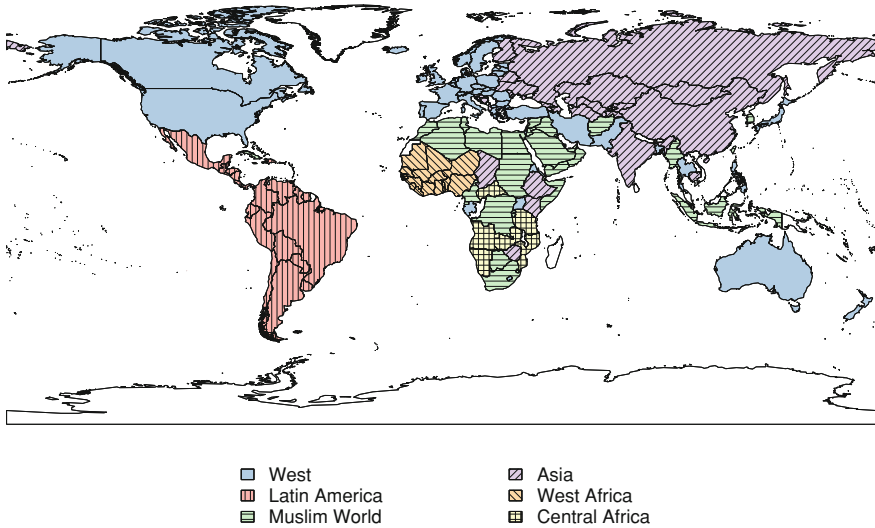 West
Latin America
Muslim World
Asia
West Africa
Central Africa